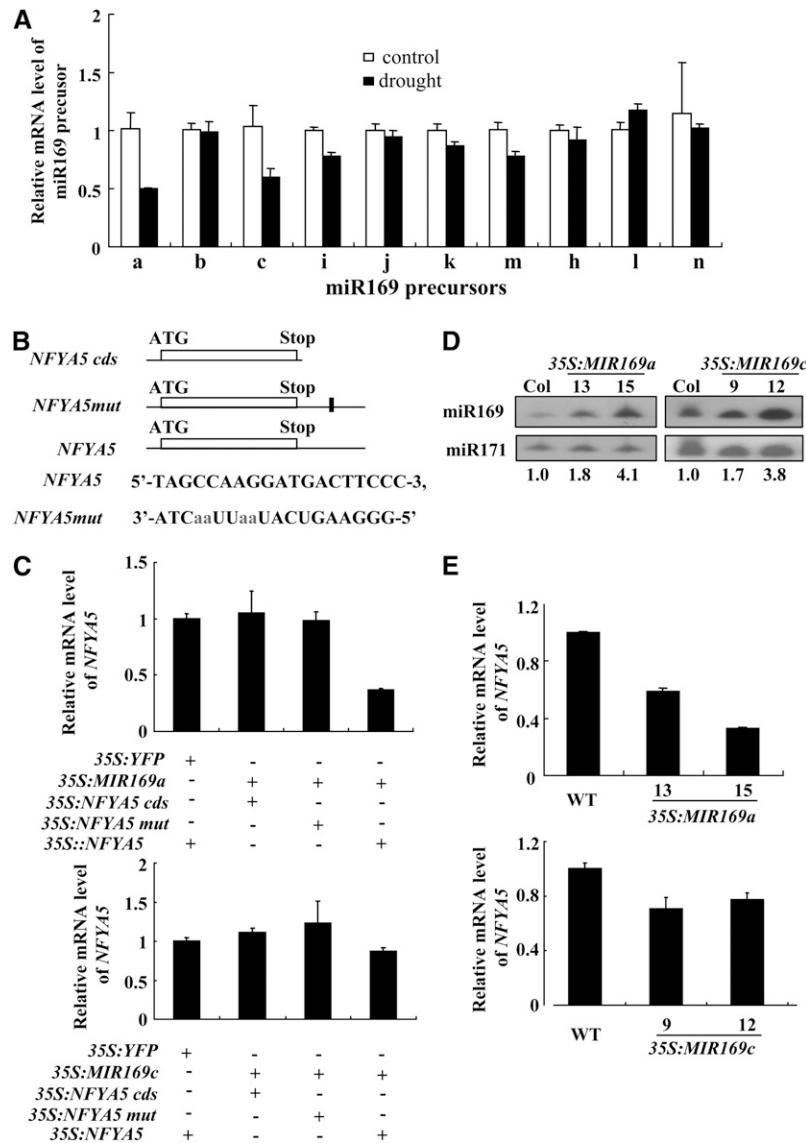 A
Relative mRNA level of
miR169 precusor
2
1.5
1
0.5
0
control
drought
a b c i j k m h l n
miR169 precursors
B
ATG Stop
NFYA5 cds
ATG Stop
NFYA5mut
ATG Stop
NFYA5
NFYA5 5’-TAGCCAAGGATGACTTCCC-3,
NFYA5mut 3’-ATCaaUUaaUACUGAAGGG-5’
C
Relative mRNA level
of NFYA5
1.5
1
0.5
0
35S:YFP + - - -
35S:MIR169a - + + +
35S:NFYA5 cds - + - -
35S:NFYA5 mut - - + -
35S::NFYA5 + - - +
Relative mRNA level
of NFYA5
2
1.5
1
0.5
0
35S:YFP + - - -
35S:MIR169c - + + +
35S:NFYA5 cds - + - -
35S:NFYA5 mut - - + -
35S:NFYA5 + - - +
D
35S:MIR169a 35S:MIR169c
Col 13 15 Col 9 12
miR169
miR171
1.0 1.8 4.1 1.0 1.7 3.8
E
Relative mRNA level
of NFYA5
1.2
0.8
0.4
0
WT 13 15
35S:MIR169a
Relative mRNA level
of NFYA5
1.2
0.8
0.4
0
WT 9 12
35S:MIR169c